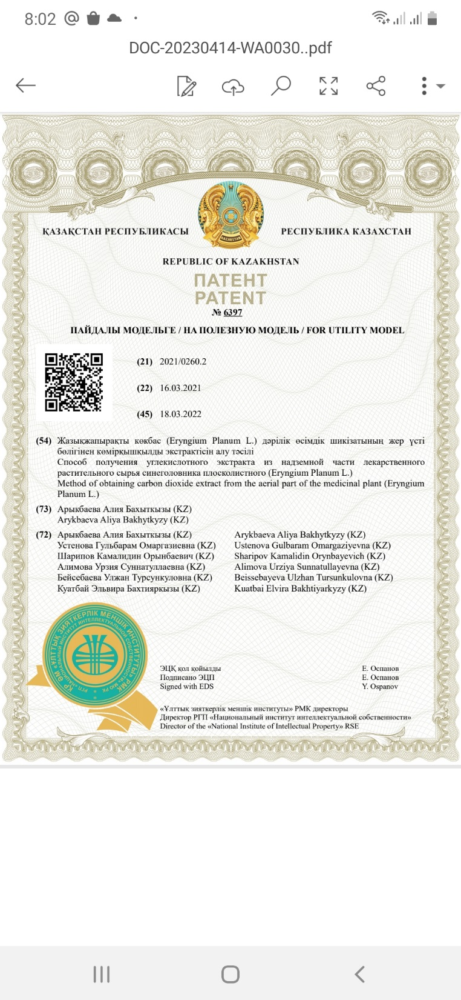 8:02
DOC-20230414-WA0030..pdf
ҚАЗАҚСТАН РЕСПУБЛИКАСЫ
РЕСПУБЛИКА КАЗАХСТАН
QAZAQSTAN
REPUBLIC OF KAZAKHSTAN
ПАТЕНТ
PATENT
№ 6397
ПАЙДАЛЫ МОДЕЛЬГЕ / НА ПОЛЕЗНУЮ МОДЕЛЬ / FOR UTILITY MODEL
(21) 2021/0260.2
(22) 16.03.2021
(45) 18.03.2022
(54) Жазықжапырақты көкбас (Eryngium Planum L.) дәрілік өсімдік шикізатының жер үсті
бөлігінен көмірқышқылды экстрактісін алу тәсілі
Способ получения углекислотного экстракта из надземной части лекарственного
растительного сырья синеголовника плосколистного (Eryngium Planum L.)
Method of obtaining carbon dioxide extract from the aerial part of the medicinal plant (Eryngium
Planum L.)
(73) Арыкбаева Алия Бахыткызы (KZ)
Arykbaeva Aliya Bakhytkyzy (KZ)
(72) Арыкбаева Алия Бахыткызы (KZ) Arykbaeva Aliya Bakhytkyzy (KZ)
Устенова Гульбарам Омаргазиевна (KZ) Ustenova Gulbaram Omargaziyevna (KZ)
Шарипов Камалидин Орынбаевич (KZ) Sharipov Kamalidin Orynbayevich (KZ)
Алимова Урзия Суннатуллаевна (KZ) Alimova Urziya Sunnatullayevna (KZ)
Бейсебаева Улжан Турсункуловна (KZ) Beissebayeva Ulzhan Tursunkulovna (KZ)
Куатбай Эльвира Бахтияркызы (KZ) Kuatbai Elvira Bakhtiyarkyzy (KZ)
ҚР ӘМ «ҰЛТТЫҚ ЗИЯТКЕРЛІК МЕНШІК ИНСТИТУТЫ» РМК
РГП «НАЦИОНАЛЬНЫЙ ИНСТИТУТ ИНТЕЛЛЕКТУАЛЬНОЙ СОБСТВЕННОСТИ» МЮ РК
ЭЦҚ қол қойылды Е. Оспанов
Подписано ЭЦП Е. Оспанов
Signed with EDS Y. Ospanov
«Ұлттық зияткерлік меншік институты» РМК директоры
Директор РГП «Национальный институт интеллектуальной собственности»
Director of the «National Institute of Intellectual Property» RSE